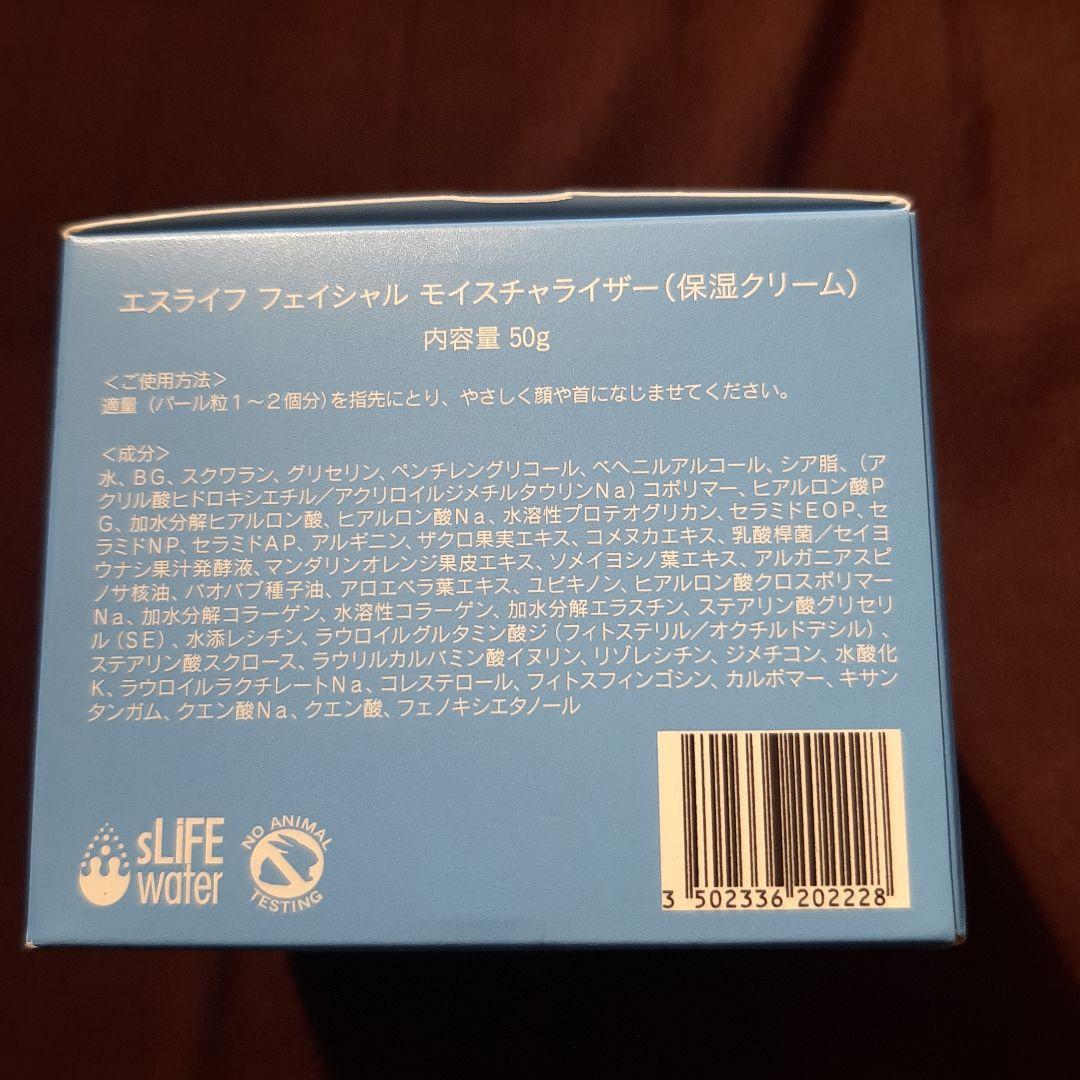 エスライフ フェイシャル モイスチャライザー(保湿クリーム)
内容量 50g
<ご使用方法>
適量(パール粒1～2個分)を指先にとり、やさしく顔や首になじませてください。
<成分>
水、BG、スクワラン、グリセリン、ペンチレングリコール、ベヘニルアルコール、シア脂、(ア
クリル酸ヒドロキシエチル/アクリロイルジメチルタウリンNa)コポリマー、ヒアルロン酸P
G、加水分解ヒアルロン酸、ヒアルロン酸Na、水溶性プロテオグリカン、セラミドEOP、セ
ラミドNP、セラミドAP、アルギニン、ザクロ果実エキス、コメヌカエキス、乳酸桿菌/セイヨ
ウナシ果汁発酵液、マンダリンオレンジ果皮エキス、ソメイヨシノ葉エキス、アルガニアスピ
ノサ核油、バオバブ種子油、アロエベラ葉エキス、ユビキノン、ヒアルロン酸クロスポリマー
Na、加水分解コラーゲン、水溶性コラーゲン、加水分解エラスチン、ステアリン酸グリセリ
ル(SE)、水添レシチン、ラウロイルグルタミン酸ジ(フィトステリル/オクチルドデシル)、
ステアリン酸スクロース、ラウリルカルバミン酸イヌリン、リゾレシチン、ジメチコン、水酸化
K、ラウロイルラクチレートNa、コレステロール、フィトスフィンゴシン、カルボマー、キサン
タンガム、クエン酸Na、クエン酸、フェノキシエタノール
sLiFE
water
NO ANIMAL
TESTING
3 502336 202228